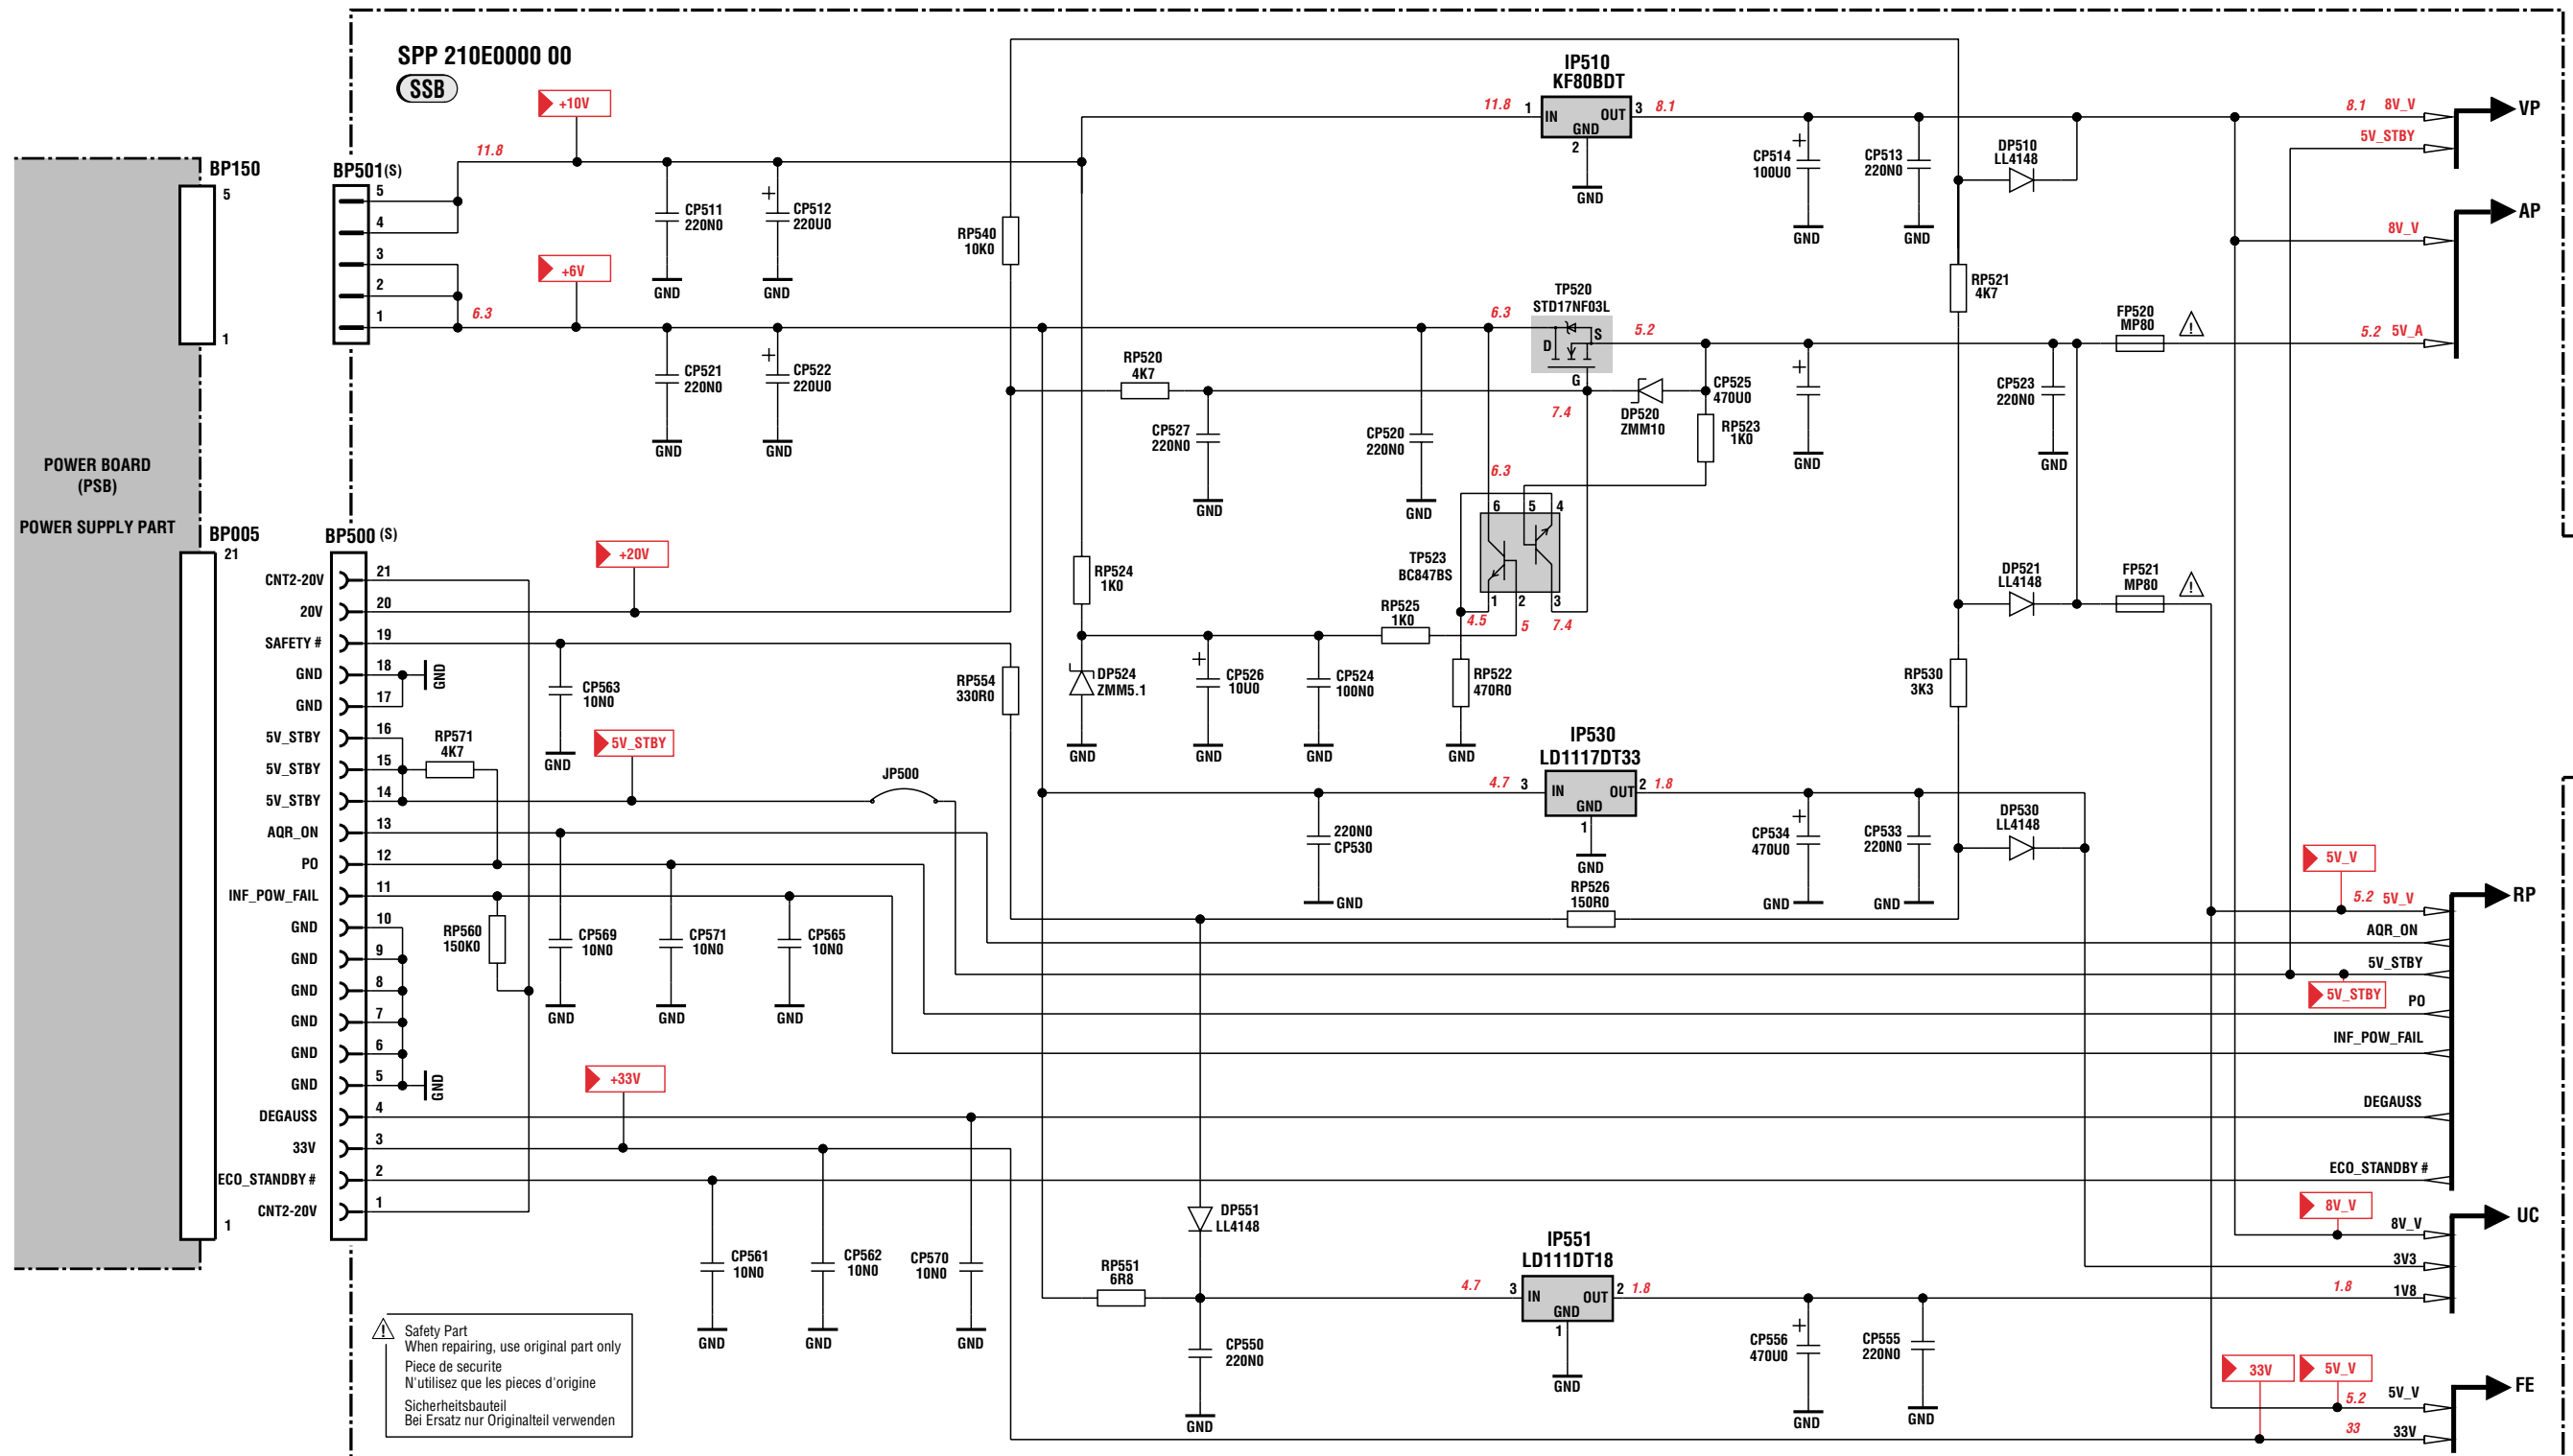 SPP 210E0000 00
SSB
+10V
11.8
BP150
5
1
BP501(S)
5
4
3
2
1
+6V
6.3
CP511
220N0
GND
CP512
220U0
GND
CP521
220N0
GND
CP522
220U0
GND
RP540
10K0
11.8
IP510
KF80BDT
1
IN
OUT
GND
2
3
8.1
GND
CP514
100U0
GND
CP513
220N0
GND
DP510
LL4148
8.1 8V_V
5V_STBY
VP
8V_V
AP
5.2 5V_A
RP521
4K7
TP520
STD17NF03L
6.3
D
S
G
5.2
7.4
RP520
4K7
CP527
220N0
GND
CP520
220N0
GND
DP520
ZMM10
CP525
470U0
GND
RP523
1K0
CP523
220N0
GND
FP520
MP80
6.3
6
5
4
TP523
BC847BS
1
2
3
4.5
5
7.4
RP524
1K0
RP525
1K0
DP524
ZMM5.1
GND
CP526
10U0
GND
CP524
100N0
GND
RP522
470R0
GND
DP521
LL4148
FP521
MP80
RP530
3K3
POWER BOARD
(PSB)
POWER SUPPLY PART
BP005
21
1
BP500 (S)
CNT2-20V
21
20V
20
SAFETY #
19
GND
18
GND
17
5V_STBY
16
5V_STBY
15
5V_STBY
14
AQR_ON
13
PO
12
INF_POW_FAIL
11
GND
10
GND
9
GND
8
GND
7
GND
6
GND
5
DEGAUSS
4
33V
3
ECO_STANDBY #
2
CNT2-20V
1
+20V
GND
CP563
10N0
GND
RP571
4K7
5V_STBY
JP500
RP554
330R0
RP560
150K0
CP569
10N0
GND
CP571
10N0
GND
CP565
10N0
GND
GND
+33V
CP561
10N0
GND
CP562
10N0
GND
CP570
10N0
GND
IP530
LD1117DT33
4.7
3
IN
OUT
GND
1
2
1.8
GND
220N0
CP530
GND
RP526
150R0
CP534
470U0
GND
CP533
220N0
GND
DP530
LL4148
5V_V
5.2 5V_V
RP
AQR_ON
5V_STBY
5V_STBY
PO
INF_POW_FAIL
DEGAUSS
ECO_STANDBY #
8V_V
8V_V
UC
3V3
1.8
1V8
DP551
LL4148
RP551
6R8
CP550
220N0
GND
IP551
LD111DT18
4.7
3
IN
OUT
GND
1
2
1.8
GND
CP556
470U0
GND
CP555
220N0
GND
33V
5V_V
5V_V
5.2
FE
33
33V
Safety Part
When repairing, use original part only
Piece de securite
N'utilisez que les pieces d'origine
Sicherheitsbauteil
Bei Ersatz nur Originalteil verwenden